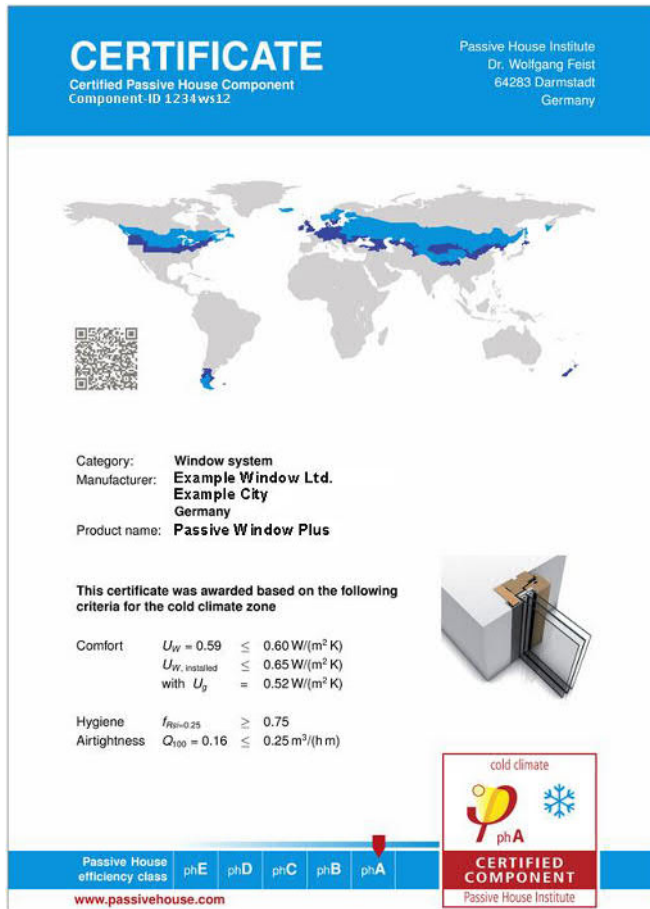 CERTIFICATE
Certified Passive House Component
Component-ID 1234ws12
Passive House Institute
Dr. Wolfgang Feist
64283 Darmstadt
Germany
Category: Window system
Manufacturer: Example Window Ltd.
Example City
Germany
Product name: Passive Window Plus
This certificate was awarded based on the following
criteria for the cold climate zone
Comfort U_W = 0.59 ≤ 0.60 W/(m² K)
U_W, installed ≤ 0.65 W/(m² K)
with U_g = 0.52 W/(m² K)
Hygiene f_Rsi=0.25 ≥ 0.75
Airtightness Q₁₀₀ = 0.16 ≤ 0.25 m³/(h m)
cold climate
phA
CERTIFIED
COMPONENT
Passive House Institute
Passive House
efficiency class
phE phD phC phB phA
www.passivehouse.com